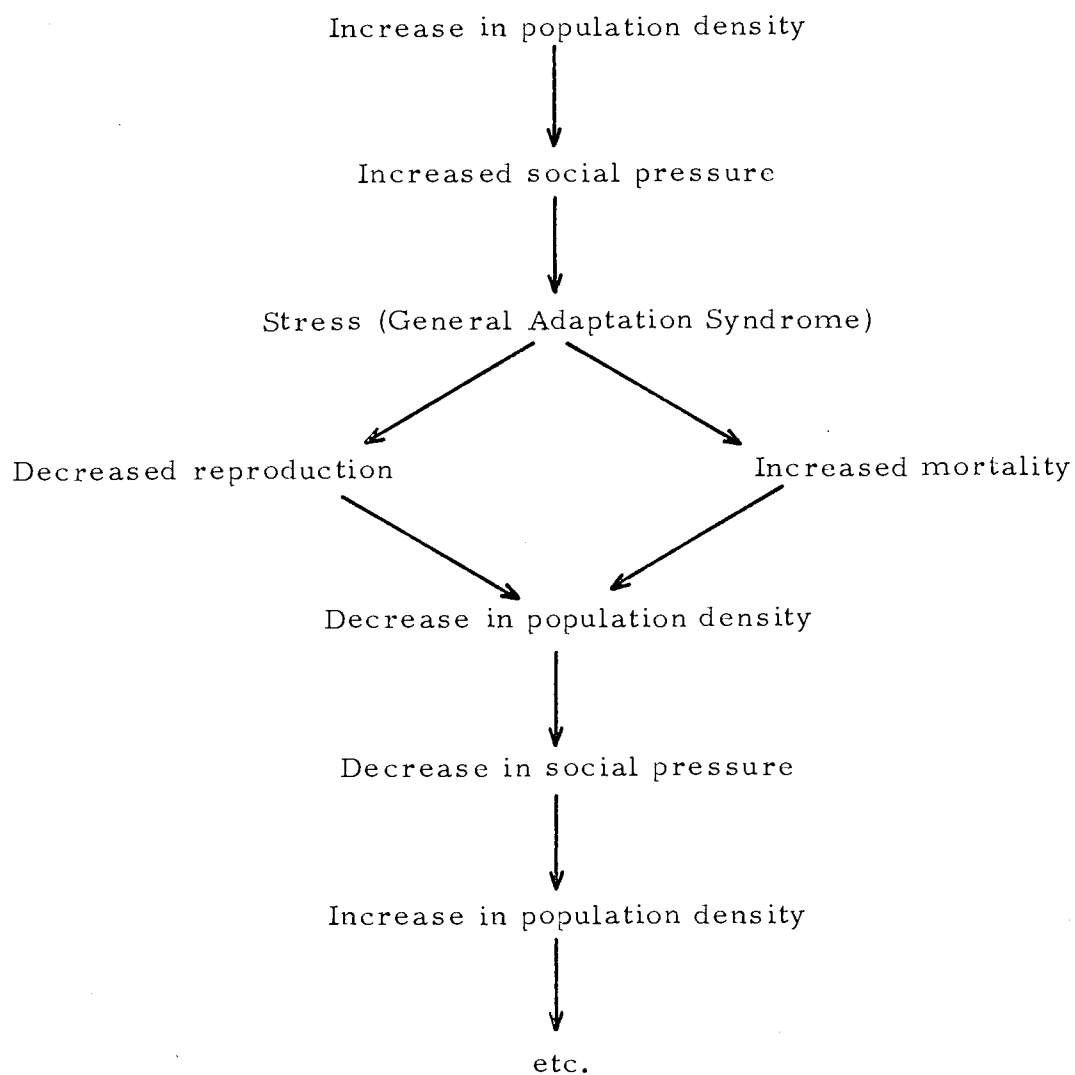 Increase in population density
Increased social pressure
Stress (General Adaptation Syndrome)
Decreased reproduction
Increased mortality
Decrease in population density
Decrease in social pressure
Increase in population density
etc.